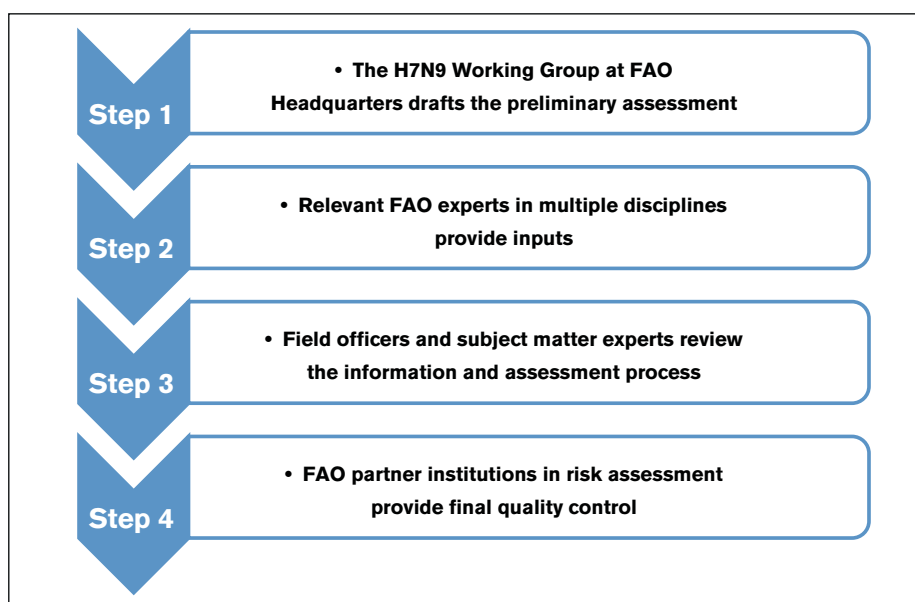 Step 1
• The H7N9 Working Group at FAO
Headquarters drafts the preliminary assessment
Step 2
• Relevant FAO experts in multiple disciplines
provide inputs
Step 3
• Field officers and subject matter experts review
the information and assessment process
Step 4
• FAO partner institutions in risk assessment
provide final quality control